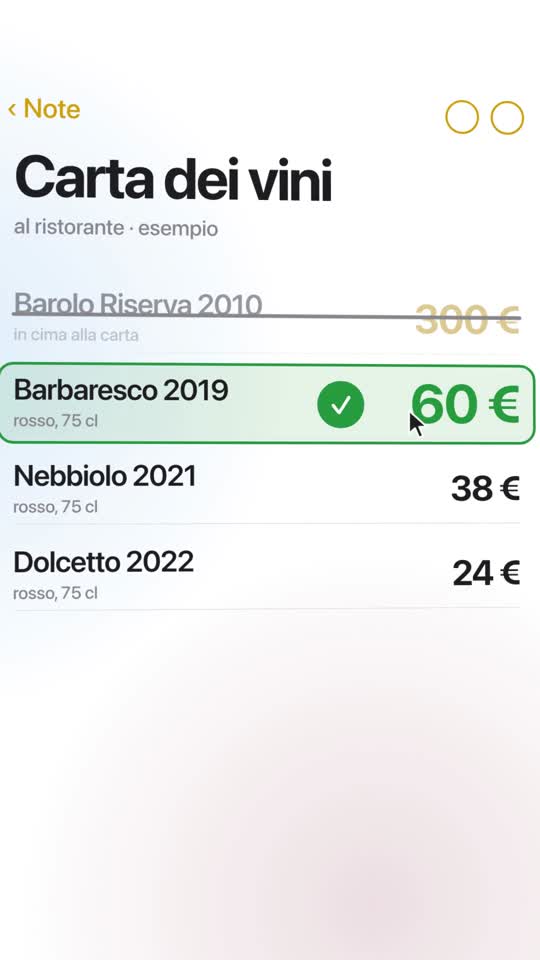 ‹ Note
Carta dei vini
al ristorante · esempio
Barolo Riserva 2010
300 €
in cima alla carta
Barbaresco 2019
60 €
rosso, 75 cl
Nebbiolo 2021
38 €
rosso, 75 cl
Dolcetto 2022
24 €
rosso, 75 cl